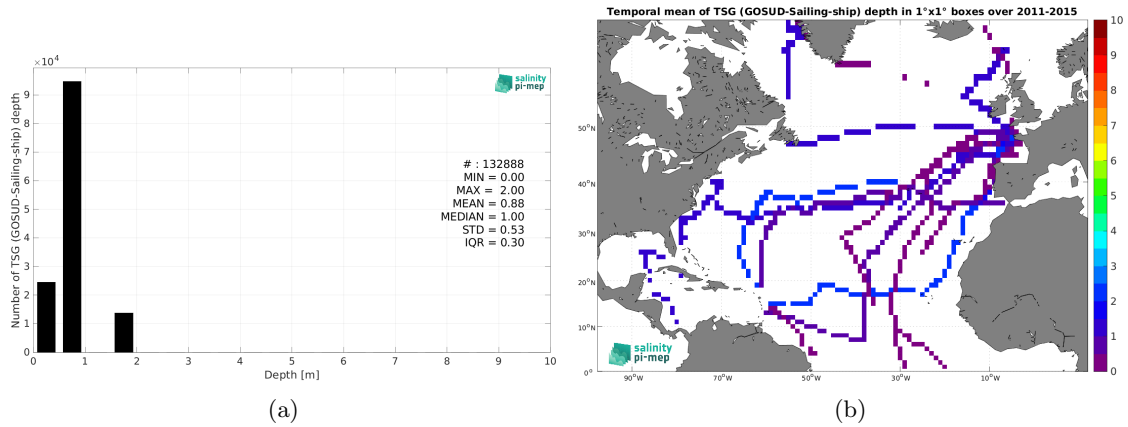 ×10⁴
Number of TSG (GOSUD-Sailing-ship) depth
9
8
7
6
5
4
3
2
1
0
salinity
pi-mep
# : 132888
MIN = 0.00
MAX = 2.00
MEAN = 0.88
MEDIAN = 1.00
STD = 0.53
IQR = 0.30
0 1 2 3 4 5 6 7 8 9 10
Depth [m]
(a)
Temporal mean of TSG (GOSUD-Sailing-ship) depth in 1°x1° boxes over 2011-2015
50°N
40°N
30°N
20°N
10°N
0°
90°W 70°W 50°W 30°W 10°W
salinity
pi-mep
10
9
8
7
6
5
4
3
2
1
0
(b)